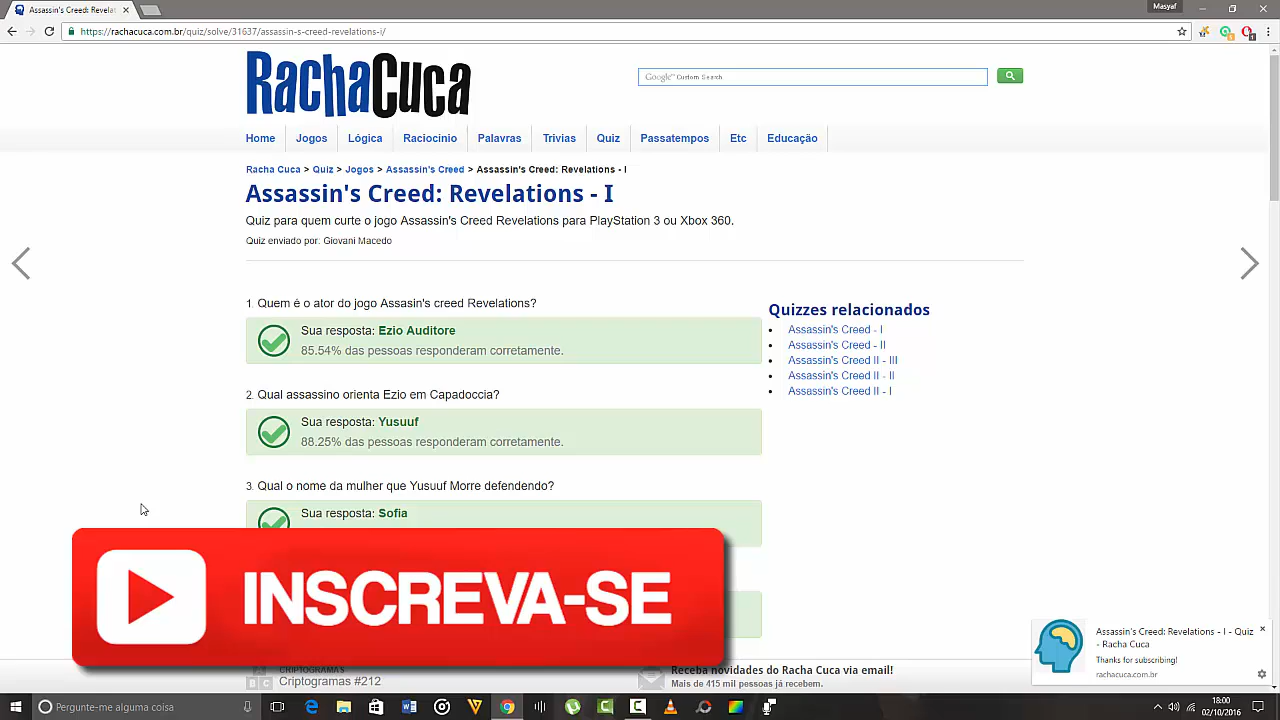 Assassin's Creed: Revelat
Masyaf
https://rachacuca.com.br/quiz/solve/31637/assassin-s-creed-revelations-i/
RachaCuca
Google™ Custom Search
Home Jogos Lógica Raciocínio Palavras Trivias Quiz Passatempos Etc Educação
Racha Cuca > Quiz > Jogos > Assassin's Creed > Assassin's Creed: Revelations - I
Assassin's Creed: Revelations - I
Quiz para quem curte o jogo Assasin's Creed Revelations para PlayStation 3 ou Xbox 360.
Quiz enviado por: Giovani Macedo
1. Quem é o ator do jogo Assasin's creed Revelations?
Sua resposta: Ezio Auditore
85.54% das pessoas responderam corretamente.
2. Qual assassino orienta Ezio em Capadoccia?
Sua resposta: Yusuuf
88.25% das pessoas responderam corretamente.
3. Qual o nome da mulher que Yusuuf Morre defendendo?
Sua resposta: Sofia
Quizzes relacionados
Assassin's Creed - I
Assassin's Creed - II
Assassin's Creed II - III
Assassin's Creed II - II
Assassin's Creed II - I
INSCREVA-SE
CRIPTOGRAMAS
Criptogramas #212
Receba novidades do Racha Cuca via email!
Mais de 415 mil pessoas já recebem.
Assassin's Creed: Revelations - I - Quiz
- Racha Cuca
Thanks for subscribing!
rachacuca.com.br
Pergunte-me alguma coisa
18:00
02/10/2016